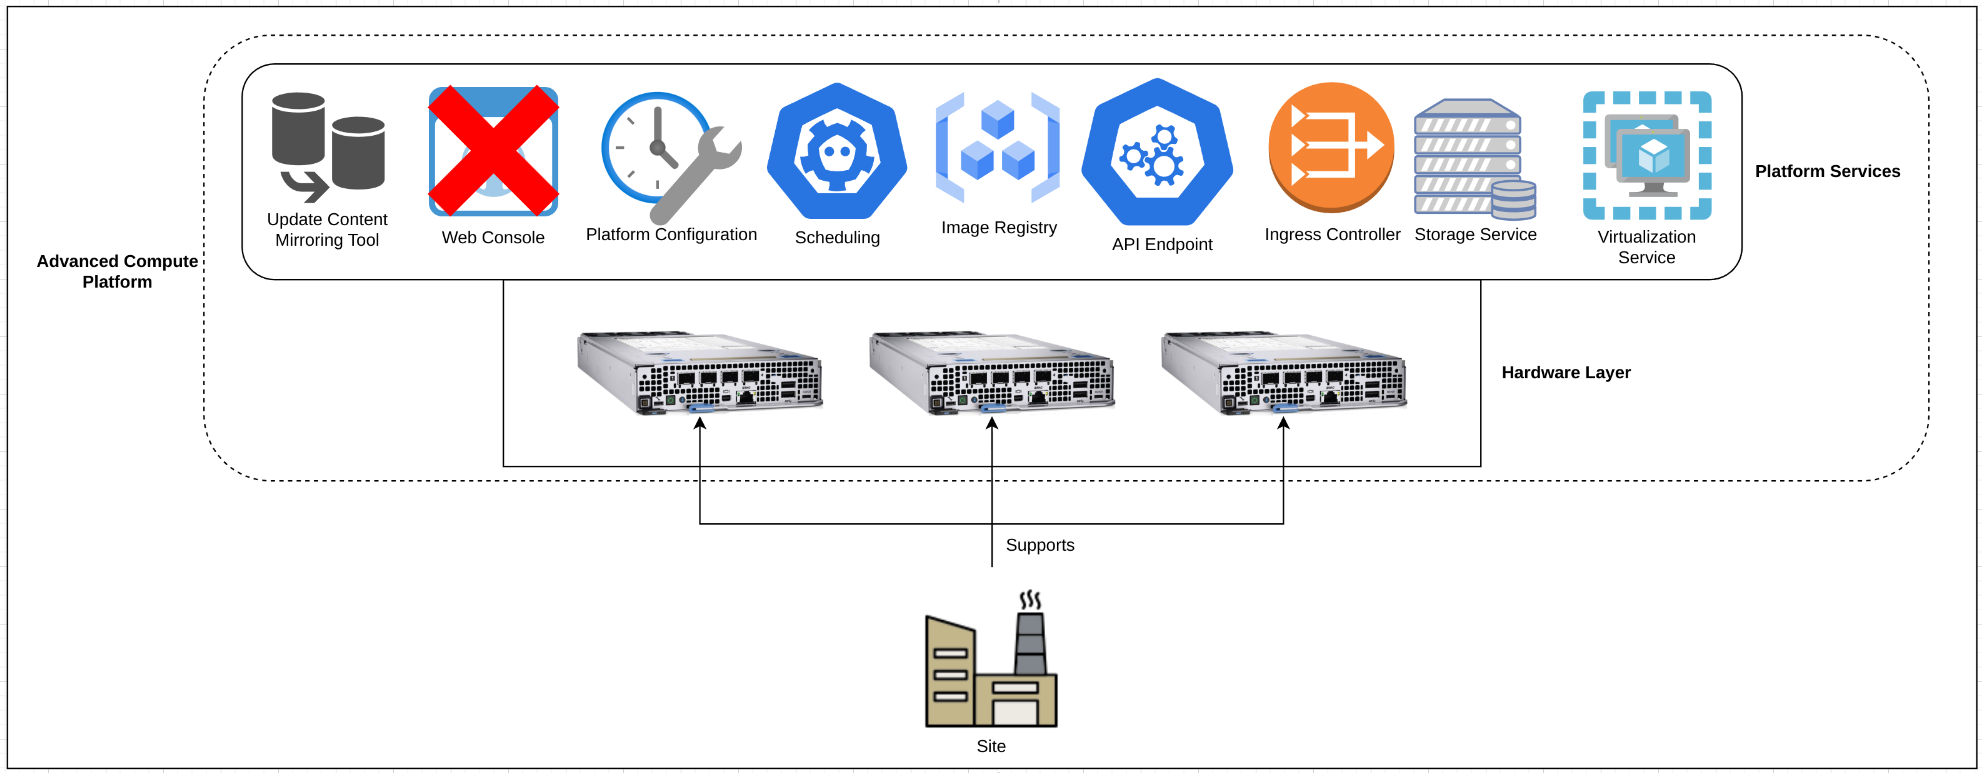 Update Content
Mirroring Tool
Web Console
Platform Configuration
Scheduling
Image Registry
API Endpoint
Ingress Controller
Storage Service
Virtualization
Service
Platform Services
Advanced Compute
Platform
Hardware Layer
Supports
Site